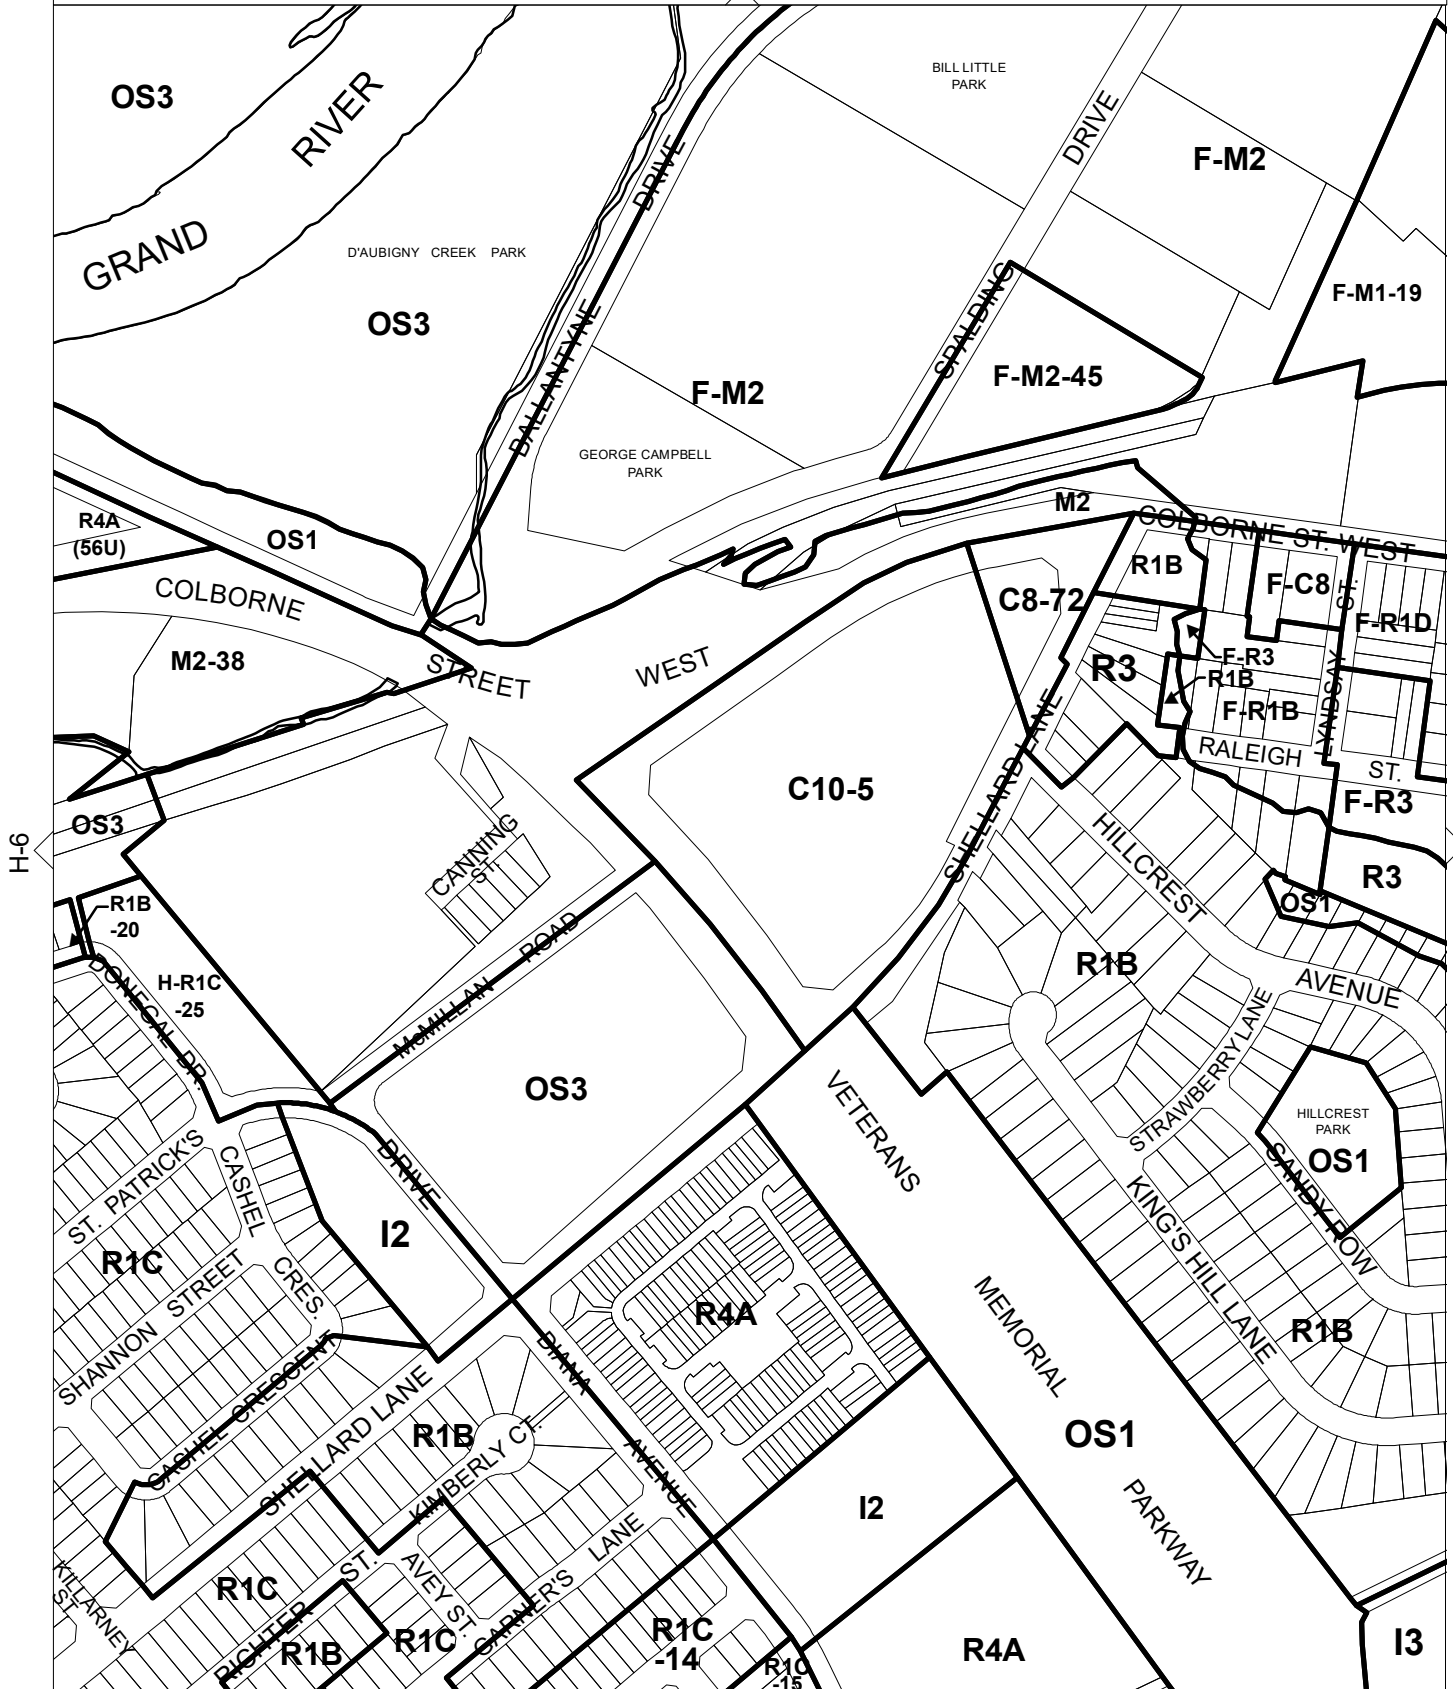 OS3
RIVER
GRAND
D'AUBIGNY CREEK PARK
OS3
BALLANTYNE
DRIVE
BILL LITTLE
PARK
DRIVE
SPALDING
F-M2
F-M1-19
F-M2-45
F-M2
GEORGE CAMPBELL
PARK
R4A
(56U)
OS1
COLBORNE
STREET
WEST
M2-38
M2
COLBORNE ST. WEST
R1B
C8-72
F-C8
F-R1D
LYNDSAY
ST.
F-R3
R1B
R3
F-R1B
RALEIGH
ST.
F-R3
R3
OS1
C10-5
SHELLARD LANE
HILLCREST
AVENUE
H-6
OS3
CANNING
ST.
McMILLAN
ROAD
R1B
-20
H-R1C
-25
DONEGAL DR.
R1B
STRAWBERRY LANE
OS3
HILLCREST
PARK
OS1
SANDY ROW
KING'S HILL LANE
R1B
VETERANS
MEMORIAL
PARKWAY
OS1
ST. PATRICK'S
CASHEL
CRES.
DRIVE
I2
R1C
SHANNON STREET
CASHEL CRESCENT
SHELLARD LANE
R4A
DIANA
AVENUE
R1B
KIMBERLY CT.
I2
KILLARNEY
ST.
R1C
RICHTER
ST.
AVEY ST.
GARNER'S
LANE
R1B
R1C
R1C
-14
R1C
-15
R4A
I3